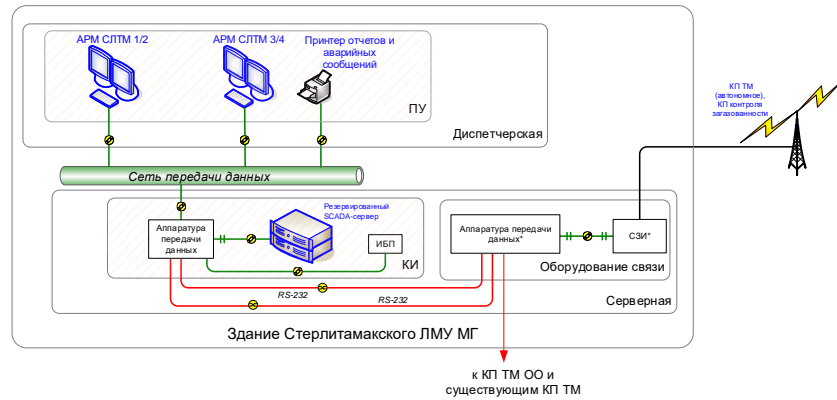 АРМ СЛТМ 1/2
АРМ СЛТМ 3/4
Принтер отчетов и
аварийных
сообщений
ПУ
Диспетчерская
КП ТМ
(автономное),
КП контроля
загазованности
Сеть передачи данных
Резервированный
SCADA-сервер
Аппаратура
передачи
данных
ИБП
КИ
Аппаратура передачи
данных*
СЗИ*
Оборудование связи
RS-232
RS-232
Серверная
Здание Стерлитамакского ЛМУ МГ
к КП ТМ ОО и
существующим КП ТМ